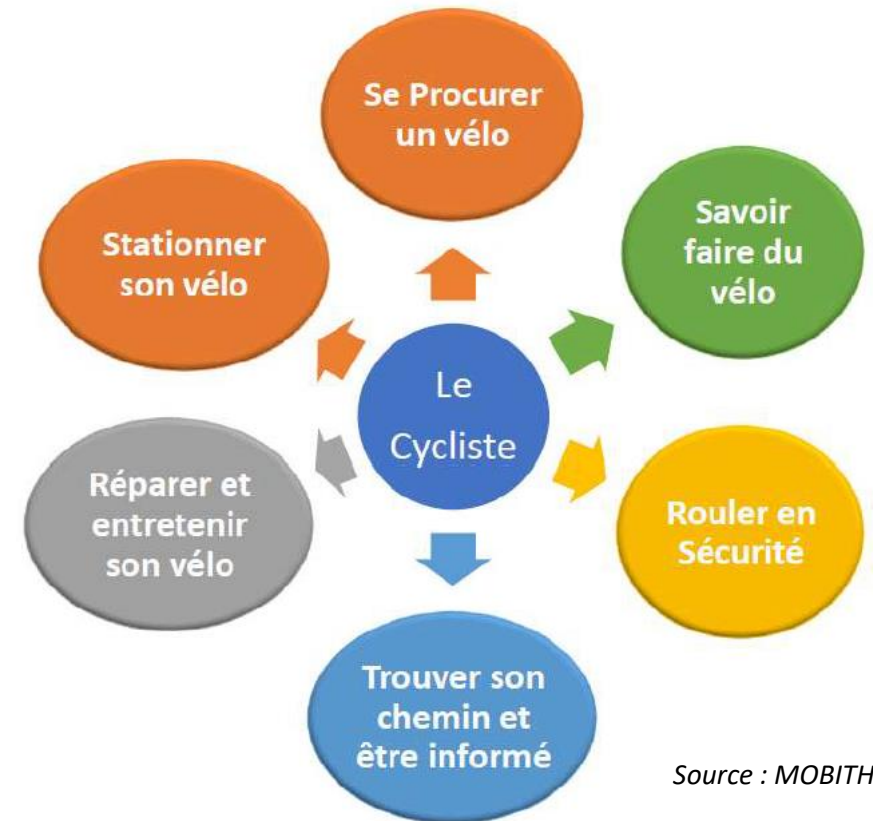 Se Procurer
un vélo
Savoir
faire du
vélo
Rouler en
Sécurité
Trouver son
chemin et
être informé
Réparer et
entretenir
son vélo
Stationner
son vélo
Le
Cycliste
Source : MOBITH